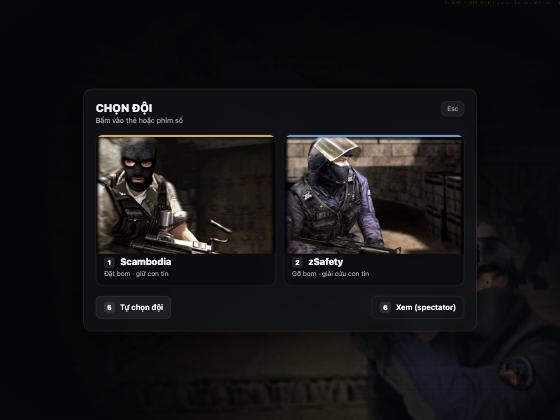 CHỌN ĐỘI
Bấm vào thẻ hoặc phím số
Esc
1 Scambodia
Đặt bom · giữ con tin
2 zSafety
Gỡ bom · giải cứu con tin
5 Tự chọn đội
6 Xem (spectator)